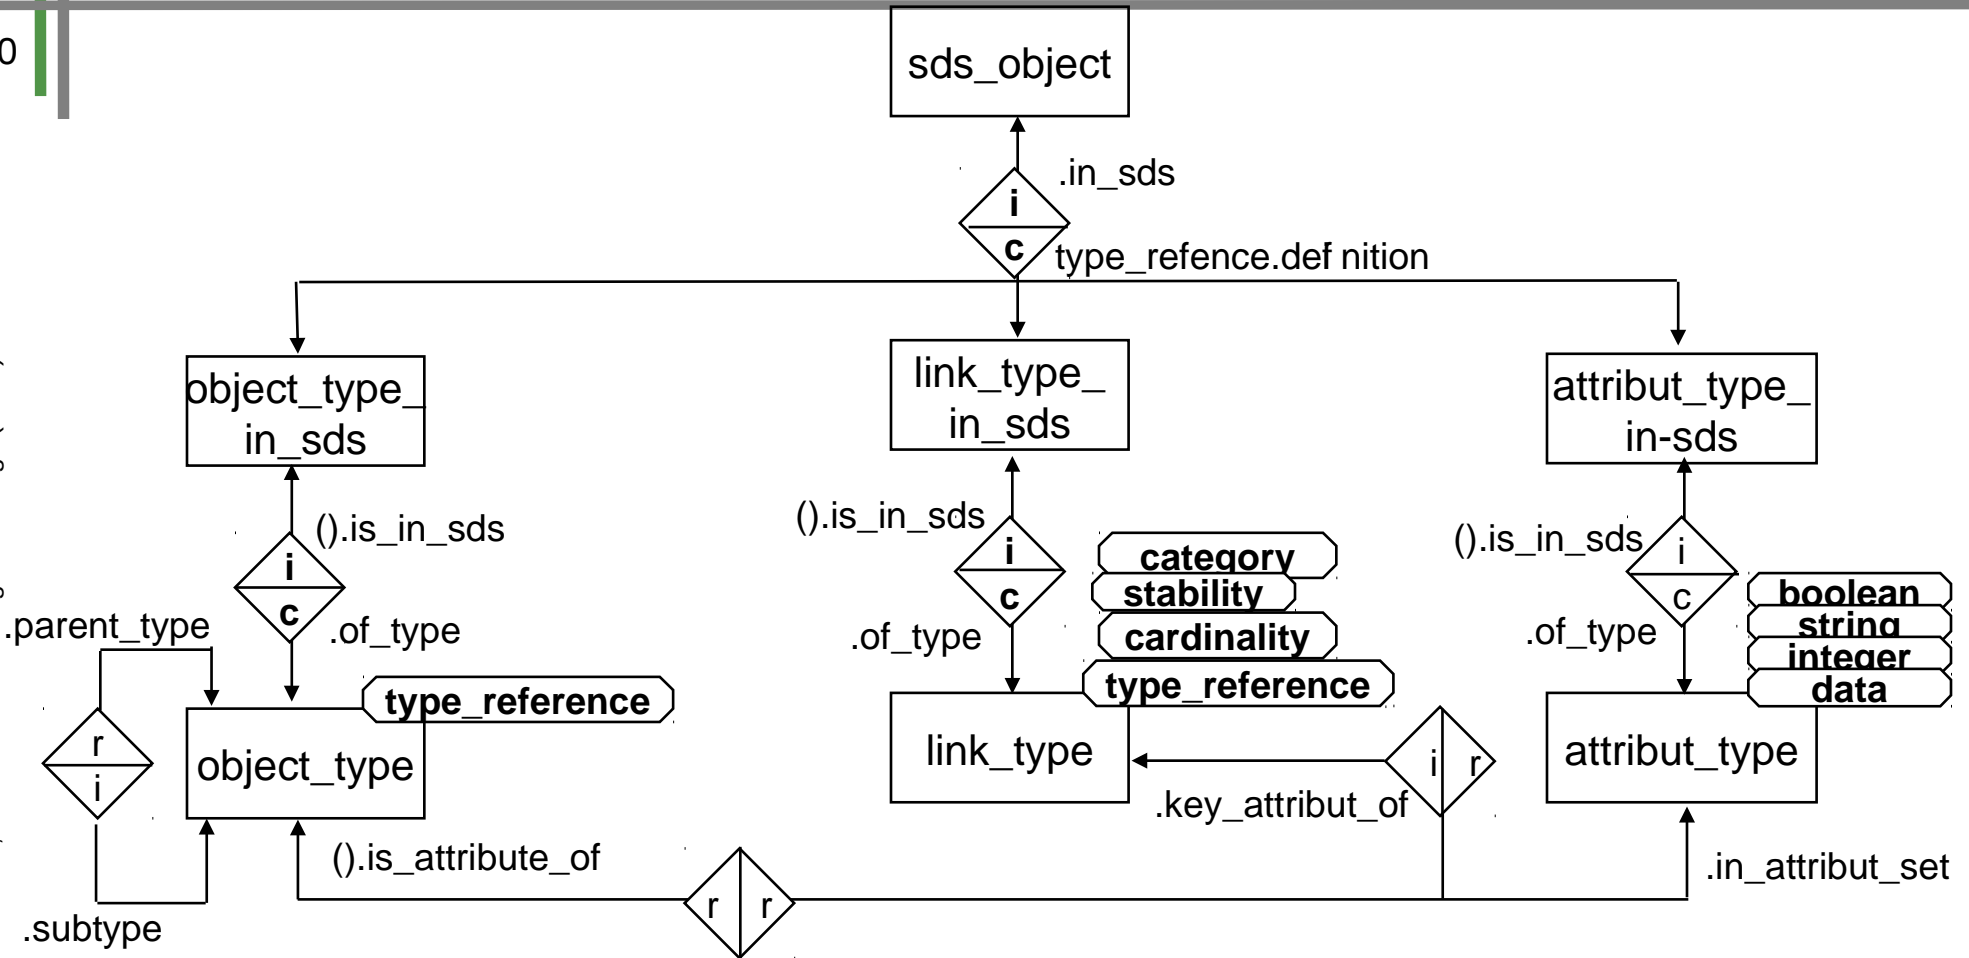 0
sds_object
.in_sds
i
c
type_refence.def nition
object_type_
in_sds
link_type_
in_sds
attribut_type_
in-sds
().is_in_sds
i
c
.of_type
().is_in_sds
i
c
.of_type
().is_in_sds
i
c
.of_type
category
stability
cardinality
type_reference
boolean
string
integer
data
.parent_type
r
i
.subtype
type_reference
object_type
link_type
attribut_type
i r
.key_attribut_of
().is_attribute_of
r r
.in_attribut_set